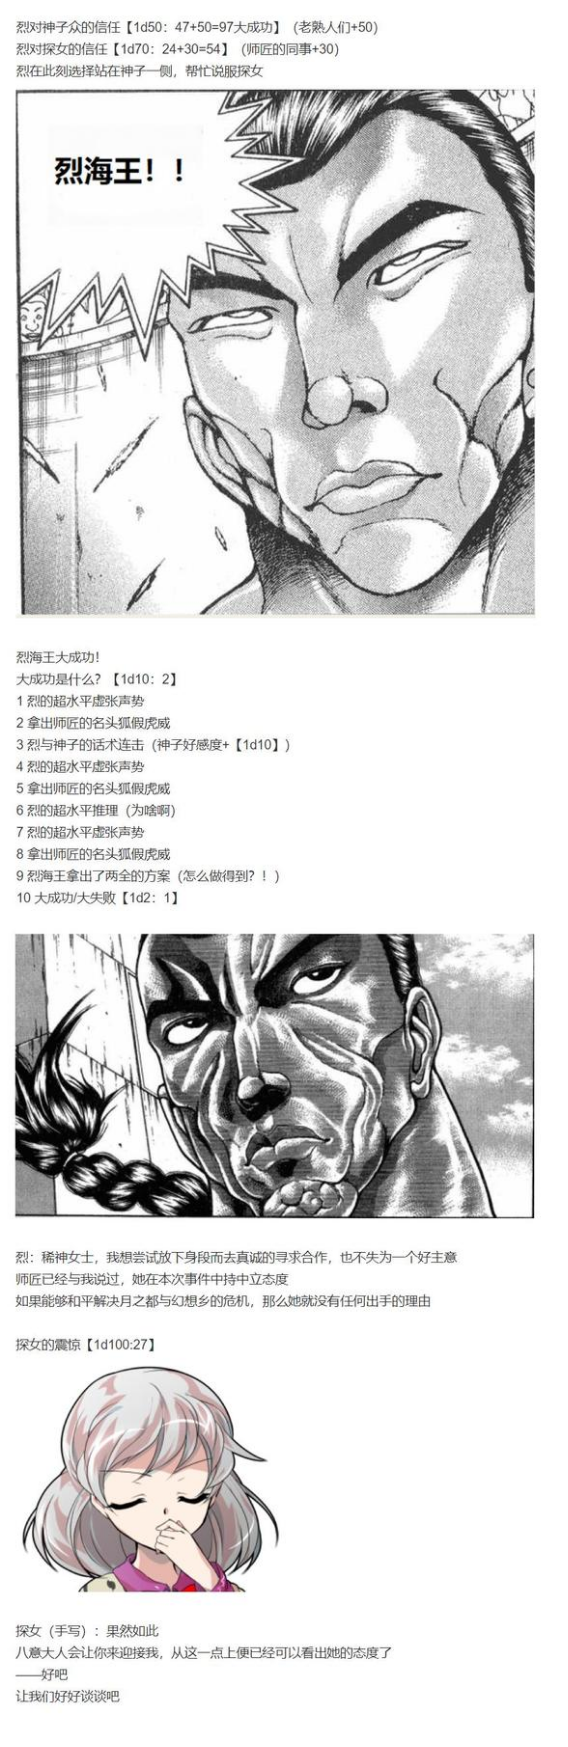 烈对神子众的信任【1d50：47+50=97大成功】（老熟人们+50）
烈对探女的信任【1d70：24+30=54】（师匠的同事+30）
烈在此刻选择站在神子一侧，帮忙说服探女
烈海王！！
烈海王大成功！
大成功是什么？【1d10：2】
1 烈的超水平虚张声势
2 拿出师匠的名头狐假虎威
3 烈与神子的话术连击（神子好感度+【1d10】）
4 烈的超水平虚张声势
5 拿出师匠的名头狐假虎威
6 烈的超水平推理（为啥啊）
7 烈的超水平虚张声势
8 拿出师匠的名头狐假虎威
9 烈海王拿出了两全的方案（怎么做得到？！）
10 大成功/大失败【1d2：1】
烈：稀神女士，我想尝试放下身段而去真诚的寻求合作，也不失为一个好主意
师匠已经与我说过，她在本次事件中持中立态度
如果能够和平解决月之都与幻想乡的危机，那么她就没有任何出手的理由
探女的震惊【1d100:27】
探女（手写）：果然如此
八意大人会让你来迎接我，从这一点上便已经可以看出她的态度了
——好吧
让我们好好谈谈吧